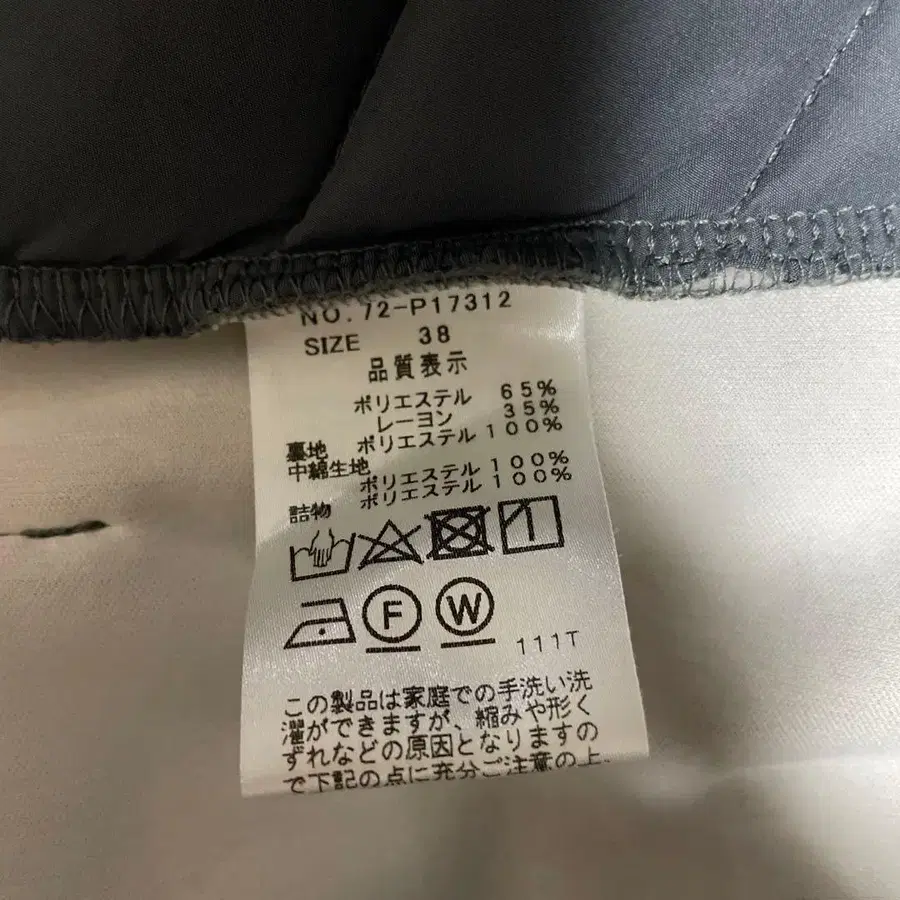 NO.72-P17312
SIZE 38
品質表示
ポリエステル 65%
レーヨン 35%
裏地 ポリエステル 100%
中綿生地
ポリエステル 100%
詰物 ポリエステル 100%
F W 111T
この製品は家庭での手洗い洗
濯ができますが、縮みや形く
ずれなどの原因となりますの
で下記の点に充分ご注意の上、